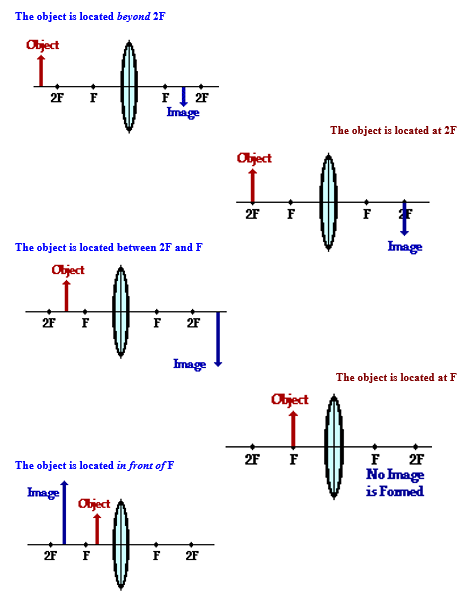 The object is located beyond 2F
Object
2F F F 2F
Image
The object is located at 2F
Object
2F F F 2F
Image
The object is located between 2F and F
Object
2F F F 2F
Image
The object is located at F
Object
2F F F 2F
No Image
is Formed
The object is located in front of F
Image
Object
2F F F 2F